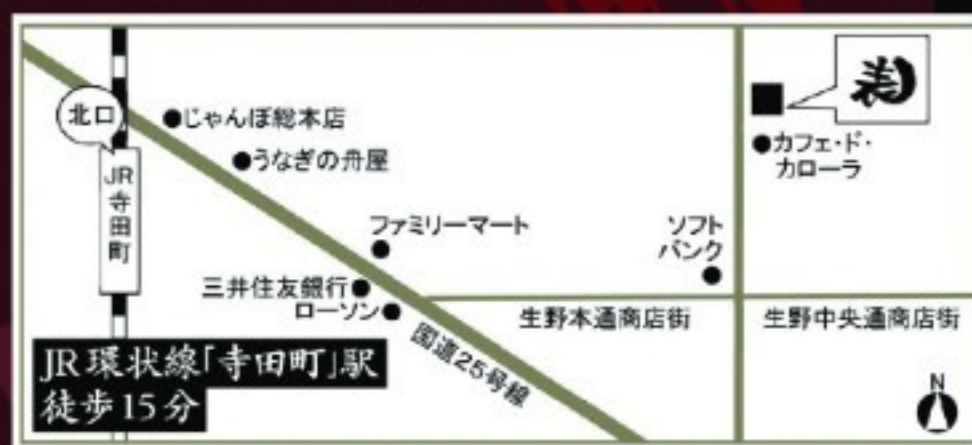 北口
じゃんぼ総本店
うなぎの舟屋
カフェ・ド・
カローラ
JR
寺田町
ファミリーマート
ソフト
バンク
三井住友銀行
ローソン
生野本通商店街
生野中央通商店街
国道25号線
JR環状線「寺田町」駅
徒歩15分
N